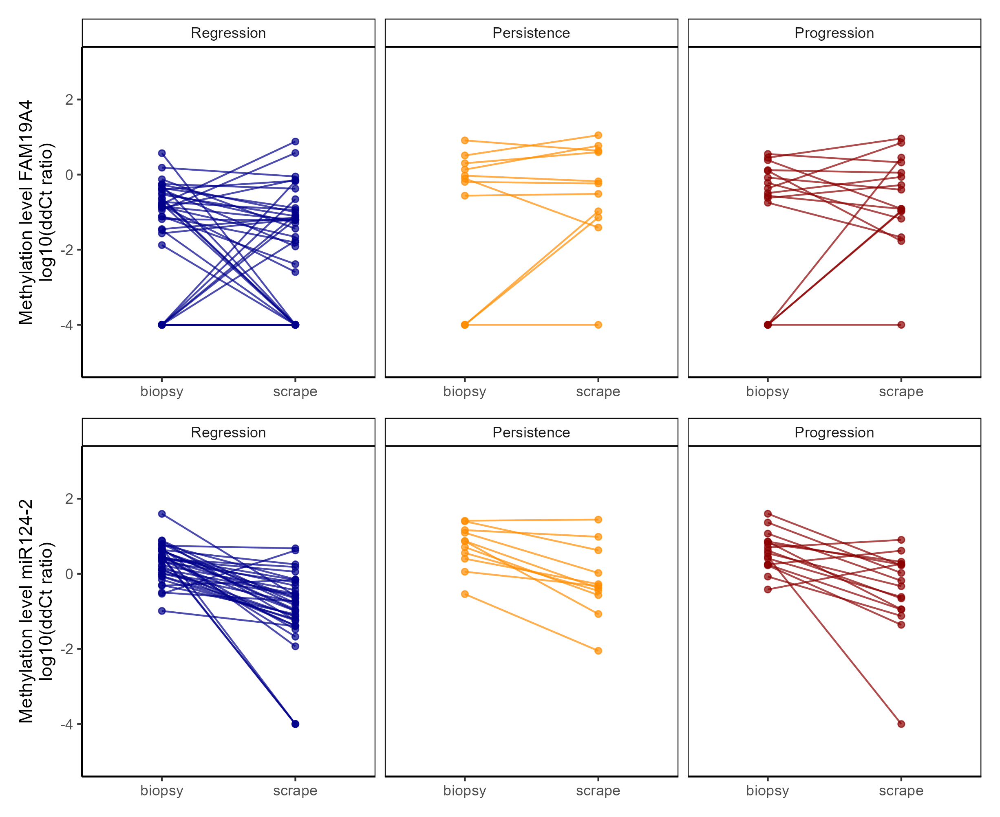 Regression Persistence Progression
Methylation level FAM19A4
log10(ddCt ratio)
2
0
-2
-4
biopsy scrape biopsy scrape biopsy scrape
Regression Persistence Progression
Methylation level miR124-2
log10(ddCt ratio)
2
0
-2
-4
biopsy scrape biopsy scrape biopsy scrape